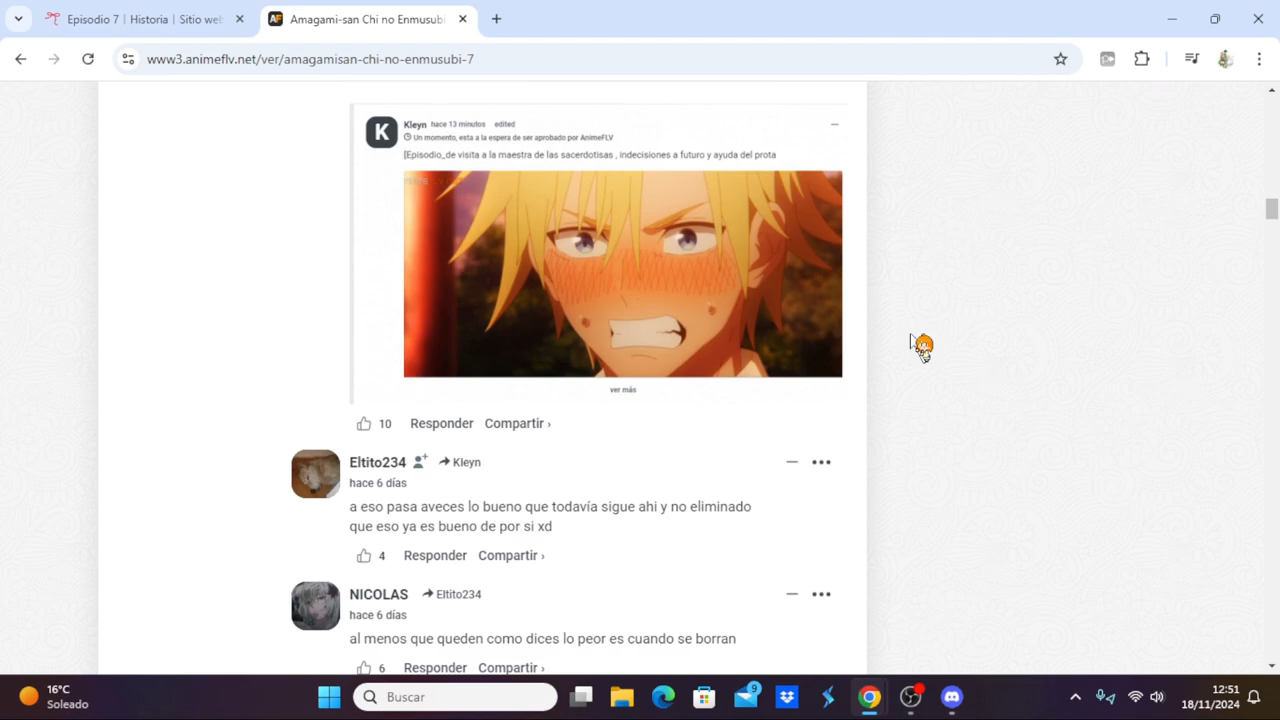 Episodio 7 | Historia | Sitio we
Amagami-san Chi no Enmusubi
www3.animeflv.net/ver/amagamisan-chi-no-enmusubi-7
K
Kleyn hace 13 minutos edited
Un momento, esta a la espera de ser aprobado por AnimeFLV
[Episodio_de visita a la maestra de las sacerdotisas , indecisiones a futuro y ayuda del prota
ver más
10 Responder Compartir ›
Eltito234 Kleyn
hace 6 días
a eso pasa aveces lo bueno que todavía sigue ahi y no eliminado
que eso ya es bueno de por si xd
4 Responder Compartir ›
NICOLAS Eltito234
hace 6 días
al menos que queden como dices lo peor es cuando se borran
6 Responder Compartir ›
16°C
Soleado
Buscar
9
12:51
18/11/2024